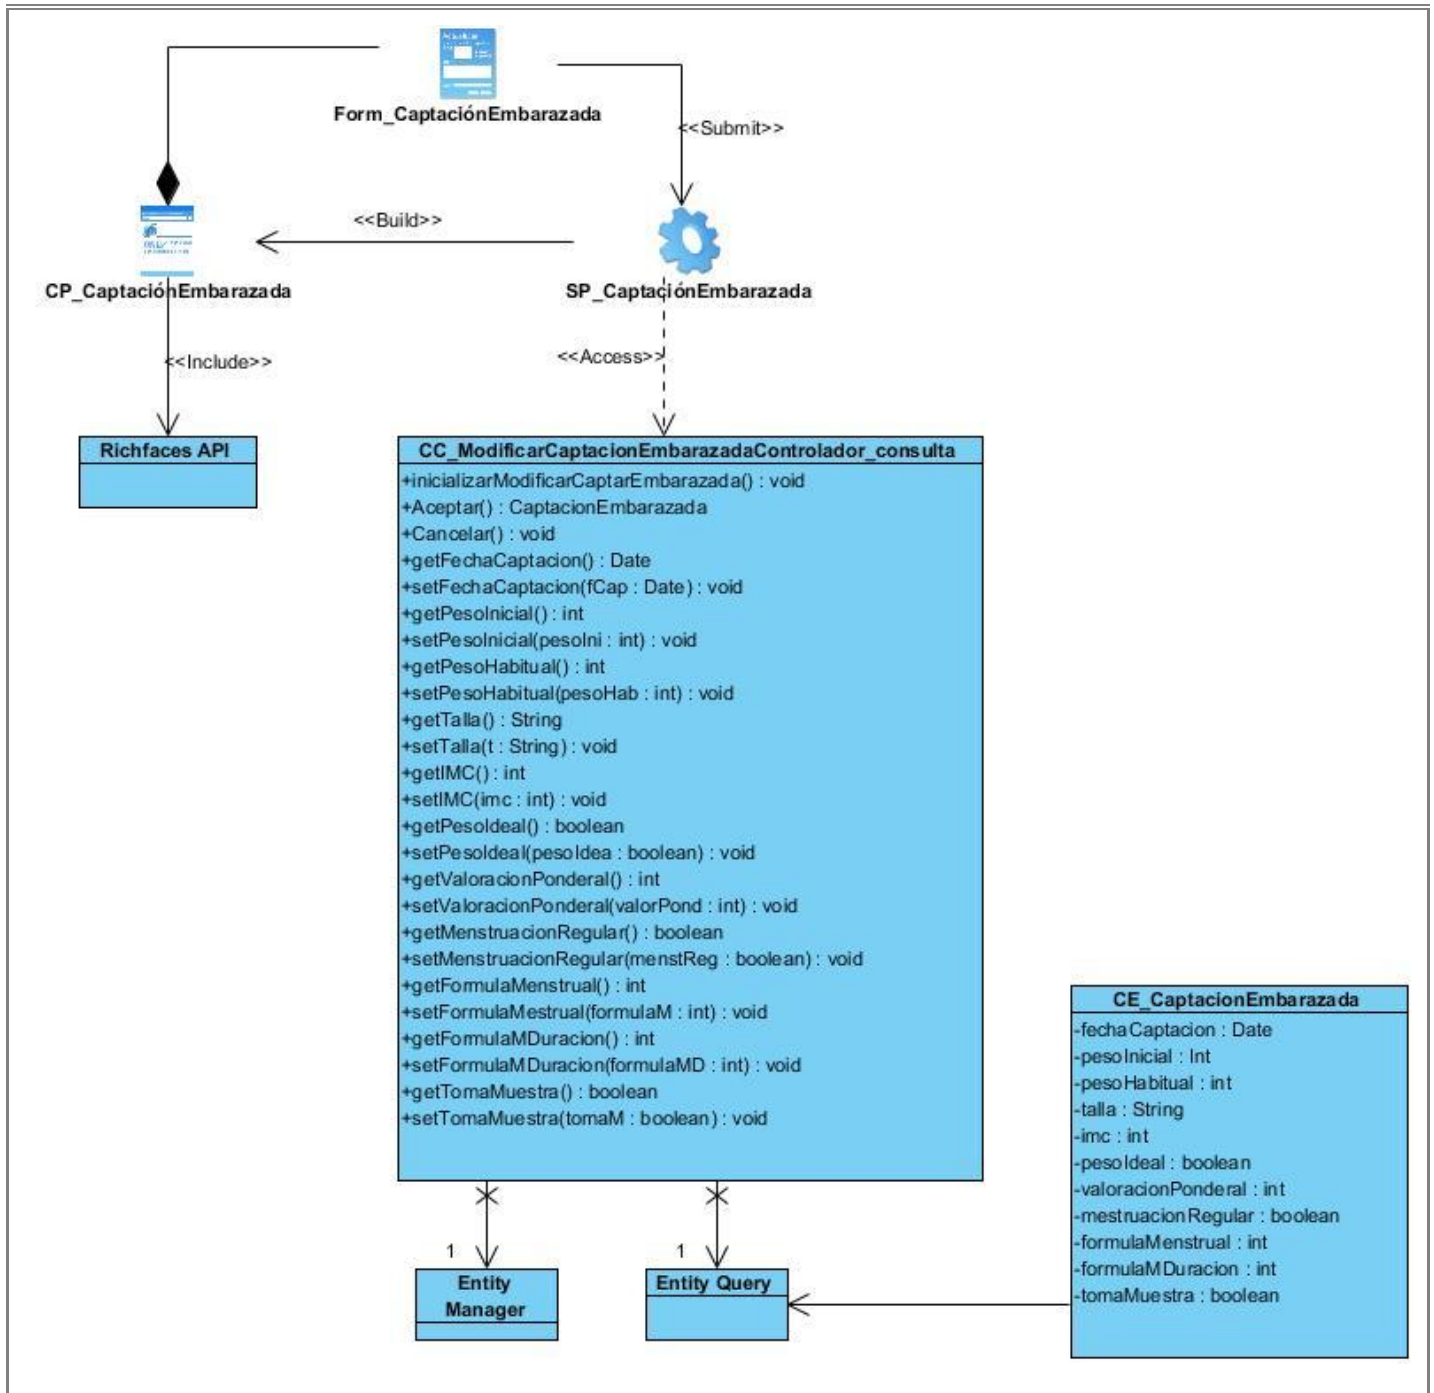 Actualizar
Form_CaptaciónEmbarazada
<<Submit>>
<<Build>>
CP_CaptaciónEmbarazada
SP_CaptaciónEmbarazada
<<Include>>
<<Access>>
Richfaces API
CC_ModificarCaptacionEmbarazadaControlador_consulta
+inicializarModificarCaptarEmbarazada() : void
+Aceptar() : CaptacionEmbarazada
+Cancelar() : void
+getFechaCaptacion() : Date
+setFechaCaptacion(fCap : Date) : void
+getPesoInicial() : int
+setPesoInicial(pesoIni : int) : void
+getPesoHabitual() : int
+setPesoHabitual(pesoHab : int) : void
+getTalla() : String
+setTalla(t : String) : void
+getIMC() : int
+setIMC(imc : int) : void
+getPesoIdeal() : boolean
+setPesoIdeal(pesoIdea : boolean) : void
+getValoracionPonderal() : int
+setValoracionPonderal(valorPond : int) : void
+getMenstruacionRegular() : boolean
+setMenstruacionRegular(menstReg : boolean) : void
+getFormulaMenstrual() : int
+setFormulaMestrual(formulaM : int) : void
+getFormulaMDuracion() : int
+setFormulaMDuracion(formulaMD : int) : void
+getTomaMuestra() : boolean
+setTomaMuestra(tomaM : boolean) : void
CE_CaptacionEmbarazada
-fechaCaptacion : Date
-pesoInicial : Int
-pesoHabitual : int
-talla : String
-imc : int
-pesoIdeal : boolean
-valoracionPonderal : int
-mestruacionRegular : boolean
-formulaMenstrual : int
-formulaMDuracion : int
-tomaMuestra : boolean
1
1
Entity
Manager
Entity Query